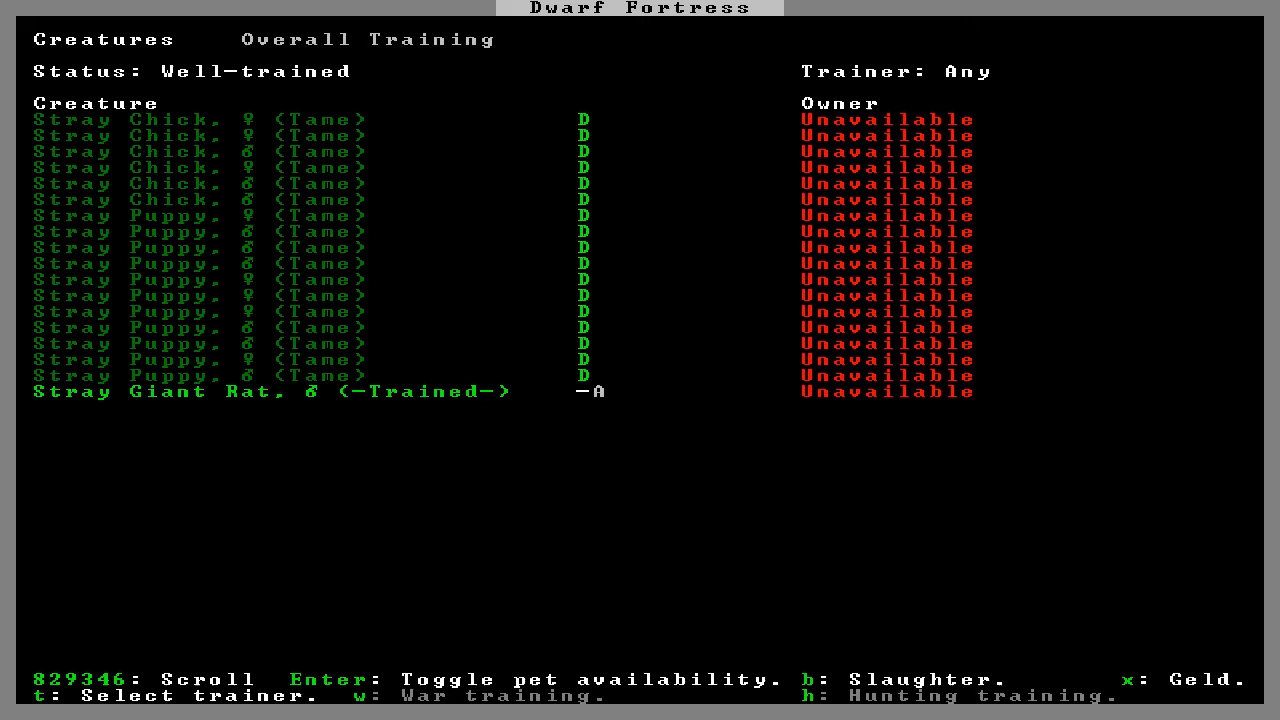 Dwarf Fortress
Creatures Overall Training
Status: Well-trained Trainer: Any
Creature Owner
Stray Chick, ♀ (Tame) D Unavailable
Stray Chick, ♀ (Tame) D Unavailable
Stray Chick, ♂ (Tame) D Unavailable
Stray Chick, ♀ (Tame) D Unavailable
Stray Chick, ♂ (Tame) D Unavailable
Stray Chick, ♂ (Tame) D Unavailable
Stray Puppy, ♀ (Tame) D Unavailable
Stray Puppy, ♂ (Tame) D Unavailable
Stray Puppy, ♂ (Tame) D Unavailable
Stray Puppy, ♂ (Tame) D Unavailable
Stray Puppy, ♀ (Tame) D Unavailable
Stray Puppy, ♀ (Tame) D Unavailable
Stray Puppy, ♀ (Tame) D Unavailable
Stray Puppy, ♂ (Tame) D Unavailable
Stray Puppy, ♂ (Tame) D Unavailable
Stray Puppy, ♀ (Tame) D Unavailable
Stray Puppy, ♂ (Tame) D Unavailable
Stray Giant Rat, ♂ (-Trained-) -A Unavailable
829346: Scroll Enter: Toggle pet availability. b: Slaughter. x: Geld.
t: Select trainer. w: War training. h: Hunting training.